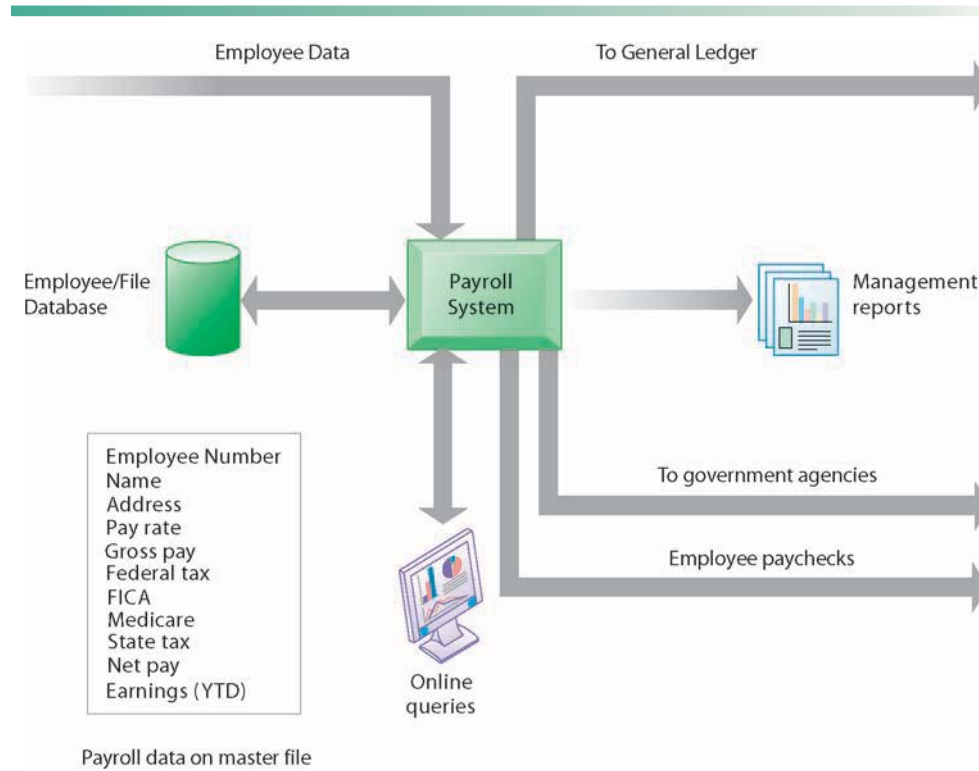 Employee Data
To General Ledger
Employee/File
Database
Payroll
System
Management
reports
Employee Number
Name
Address
Pay rate
Gross pay
Federal tax
FICA
Medicare
State tax
Net pay
Earnings (YTD)
To government agencies
Employee paychecks
Online
queries
Payroll data on master file